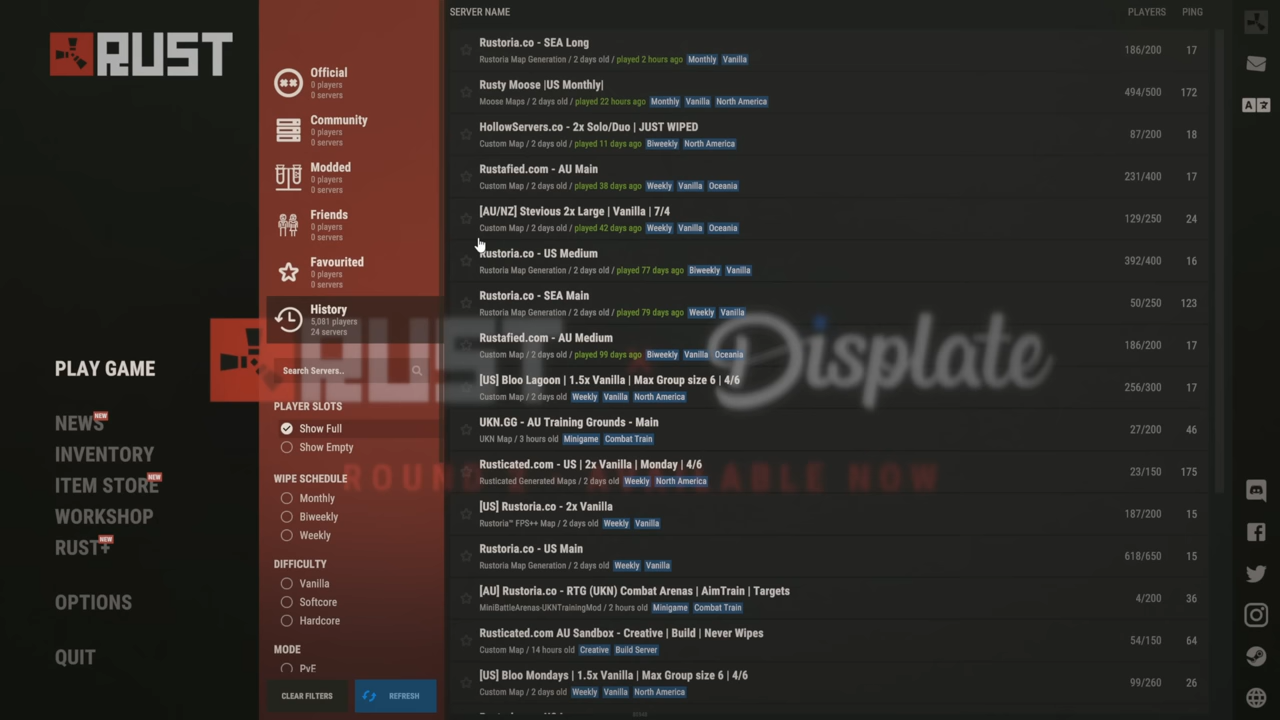 RUST
PLAY GAME
NEWS NEW
INVENTORY
ITEM STORE NEW
WORKSHOP
RUST+ NEW
OPTIONS
QUIT
Official
0 players
0 servers
Community
0 players
0 servers
Modded
0 players
0 servers
Friends
0 players
0 servers
Favourited
0 players
0 servers
History
5,081 players
24 servers
Search Servers..
PLAYER SLOTS
Show Full
Show Empty
WIPE SCHEDULE
Monthly
Biweekly
Weekly
DIFFICULTY
Vanilla
Softcore
Hardcore
MODE
PvE
CLEAR FILTERS
REFRESH
SERVER NAME PLAYERS PING
Rustoria.co - SEA Long 186/200 17
Rustoria Map Generation / 2 days old / played 2 hours ago Monthly Vanilla
Rusty Moose |US Monthly| 494/500 172
Moose Maps / 2 days old / played 22 hours ago Monthly Vanilla North America
HollowServers.co - 2x Solo/Duo | JUST WIPED 87/200 18
Custom Map / 2 days old / played 11 days ago Biweekly North America
Rustafied.com - AU Main 231/400 17
Custom Map / 2 days old / played 38 days ago Weekly Vanilla Oceania
[AU/NZ] Stevious 2x Large | Vanilla | 7/4 129/250 24
Custom Map / 2 days old / played 42 days ago Weekly Vanilla Oceania
Rustoria.co - US Medium 392/400 16
Rustoria Map Generation / 2 days old / played 77 days ago Biweekly Vanilla
Rustoria.co - SEA Main 50/250 123
Rustoria Map Generation / 2 days old / played 79 days ago Weekly Vanilla
Rustafied.com - AU Medium 186/200 17
Custom Map / 2 days old / played 99 days ago Biweekly Vanilla Oceania
[US] Bloo Lagoon | 1.5x Vanilla | Max Group size 6 | 4/6 256/300 17
Custom Map / 2 days old Weekly Vanilla North America
UKN.GG - AU Training Grounds - Main 27/200 46
UKN Map / 3 hours old Minigame Combat Train
Rusticated.com - US | 2x Vanilla | Monday | 4/6 23/150 175
Rusticated Generated Maps / 2 days old Weekly North America
[US] Rustoria.co - 2x Vanilla 187/200 15
Rustoria™ FPS++ Map / 2 days old Weekly Vanilla
Rustoria.co - US Main 618/650 15
Rustoria Map Generation / 2 days old Weekly Vanilla
[AU] Rustoria.co - RTG (UKN) Combat Arenas | AimTrain | Targets 4/200 36
MiniBattleArenas-UKNTrainingMod / 2 hours old Minigame Combat Train
Rusticated.com AU Sandbox - Creative | Build | Never Wipes 54/150 64
Custom Map / 14 hours old Creative Build Server
[US] Bloo Mondays | 1.5x Vanilla | Max Group size 6 | 4/6 99/260 26
Custom Map / 2 days old Weekly Vanilla North America
RUST x Displate
ROUND AVAILABLE NOW